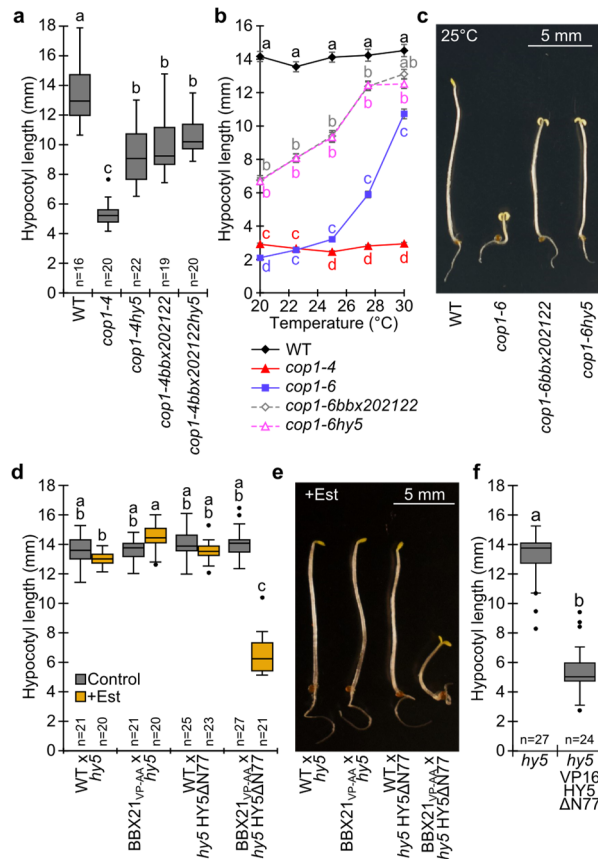 a
Hypocotyl length (mm)
18
16
14
12
10
8
6
4
2
0
a
c
b
b
b
n=16
n=20
n=22
n=19
n=20
WT
cop1-4
cop1-4hy5
cop1-4bbx202122
cop1-4bbx202122hy5
b
Hypocotyl length (mm)
16
14
12
10
8
6
4
2
0
a a a a a
ab
b b b b
b b b b b
c
c
c c c
c
d d d
d d
20 22 24 26 28 30
Temperature (°C)
WT
cop1-4
cop1-6
cop1-6bbx202122
cop1-6hy5
c
25°C
5 mm
WT
cop1-6
cop1-6bbx202122
cop1-6hy5
d
Hypocotyl length (mm)
18
16
14
12
10
8
6
4
2
0
a
b
b
a
b
a
a
b
a
b
a
b
c
Control
+Est
n=21
n=20
n=21
n=20
n=25
n=23
n=27
n=21
WT x
hy5
BBX21VP-AA x
hy5
WT x
hy5 HY5ΔN77
BBX21VP-AA x
hy5 HY5ΔN77
e
+Est
5 mm
WT x
hy5
BBX21VP-AA x
hy5
WT x
hy5 HY5ΔN77
BBX21VP-AA x
hy5 HY5ΔN77
f
Hypocotyl length (mm)
18
16
14
12
10
8
6
4
2
0
a
b
n=27
n=24
hy5
hy5
VP16
HY5
ΔN77